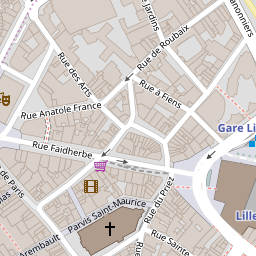 Jardins
anonniers
Rue de Roubaix
Rue des Arts
Rue à Fiens
Rue Anatole France
Gare Li
Rue Faidherbe
de Paris
Rue du Priez
Lille
Parvis Saint-Maurice
Arembault
Rue Sainte